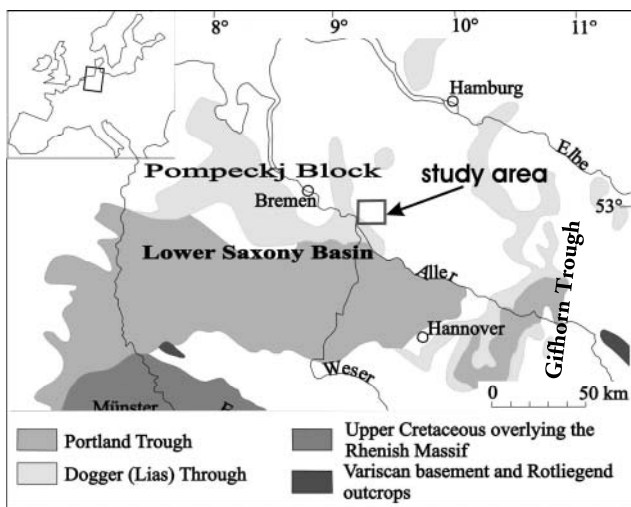 8° 9° 10° 11°
Hamburg
Elbe
Pompeckj Block
study area
Bremen
53°
Lower Saxony Basin
Aller
Gifhorn Trough
Hannover
Weser
Münster
0 50 km
Portland Trough
Dogger (Lias) Through
Upper Cretaceous overlying the
Rhenish Massif
Variscan basement and Rotliegend
outcrops